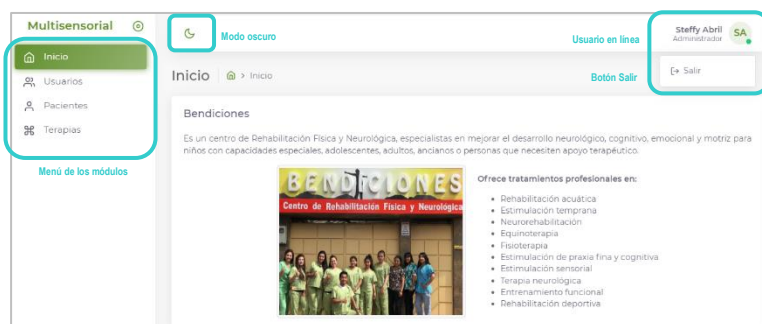 Multisensorial
Modo oscuro
Usuario en línea
Steffy Abril
Administrador
SA
Inicio
Usuarios
Pacientes
Terapias
Menú de los módulos
Inicio > Inicio
Botón Salir
Salir
Bendiciones
Es un centro de Rehabilitación Física y Neurológica, especialistas en mejorar el desarrollo neurológico, cognitivo, emocional y motriz para
niños con capacidades especiales, adolescentes, adultos, ancianos o personas que necesiten apoyo terapéutico.
BENDICIONES
Centro de Rehabilitación Física y Neurológica
Ofrece tratamientos profesionales en:
• Rehabilitación acuática
• Estimulación temprana
• Neurorehabilitación
• Equinoterapia
• Fisioterapia
• Estimulación de praxia fina y cognitiva
• Estimulación sensorial
• Terapia neurológica
• Entrenamiento funcional
• Rehabilitación deportiva